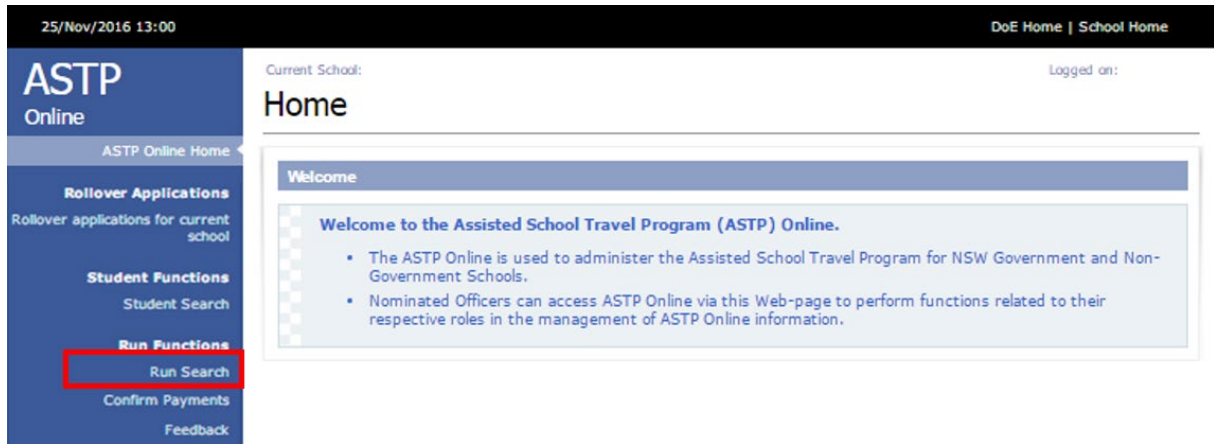 25/Nov/2016 13:00
DoE Home | School Home
ASTP
Online
Current School:
Logged on:
Home
ASTP Online Home
Rollover Applications
Rollover applications for current
school
Student Functions
Student Search
Run Functions
Run Search
Confirm Payments
Feedback
Welcome
Welcome to the Assisted School Travel Program (ASTP) Online.
• The ASTP Online is used to administer the Assisted School Travel Program for NSW Government and Non-
Government Schools.
• Nominated Officers can access ASTP Online via this Web-page to perform functions related to their
respective roles in the management of ASTP Online information.